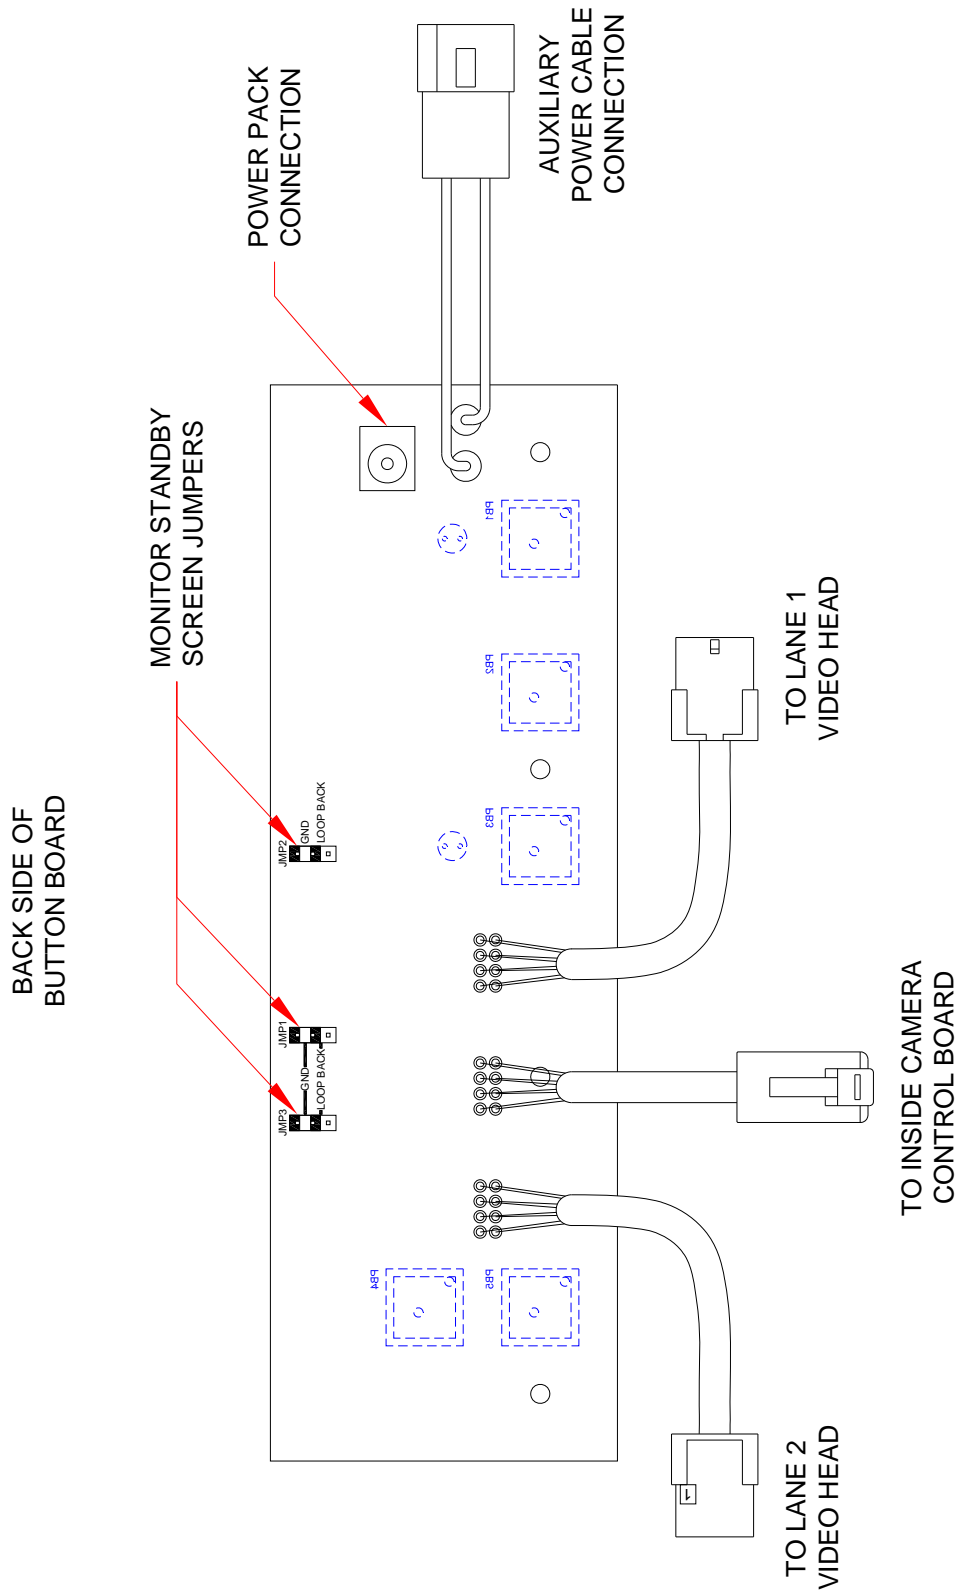 BACK SIDE OF
BUTTON BOARD
MONITOR STANDBY
SCREEN JUMPERS
POWER PACK
CONNECTION
AUXILIARY
POWER CABLE
CONNECTION
JMP3
GND
LOOP BACK
JMP1
JMP2
GND
LOOP BACK
PB4
PB5
PB3
PB2
PB1
1
TO LANE 2
VIDEO HEAD
TO INSIDE CAMERA
CONTROL BOARD
TO LANE 1
VIDEO HEAD